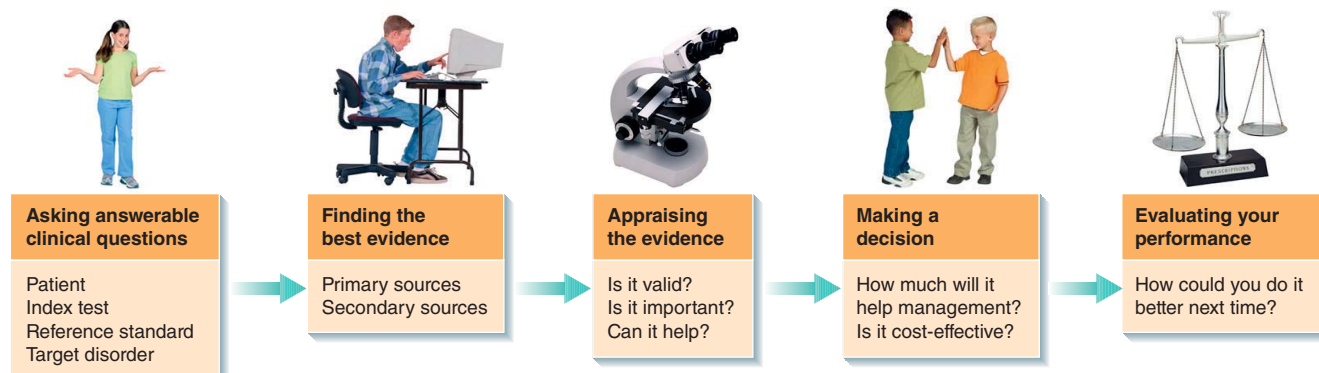 PRESCRIPTIONS
Asking answerable
clinical questions
Patient
Index test
Reference standard
Target disorder
Finding the
best evidence
Primary sources
Secondary sources
Appraising
the evidence
Is it valid?
Is it important?
Can it help?
Making a
decision
How much will it
help management?
Is it cost-effective?
Evaluating your
performance
How could you do it
better next time?